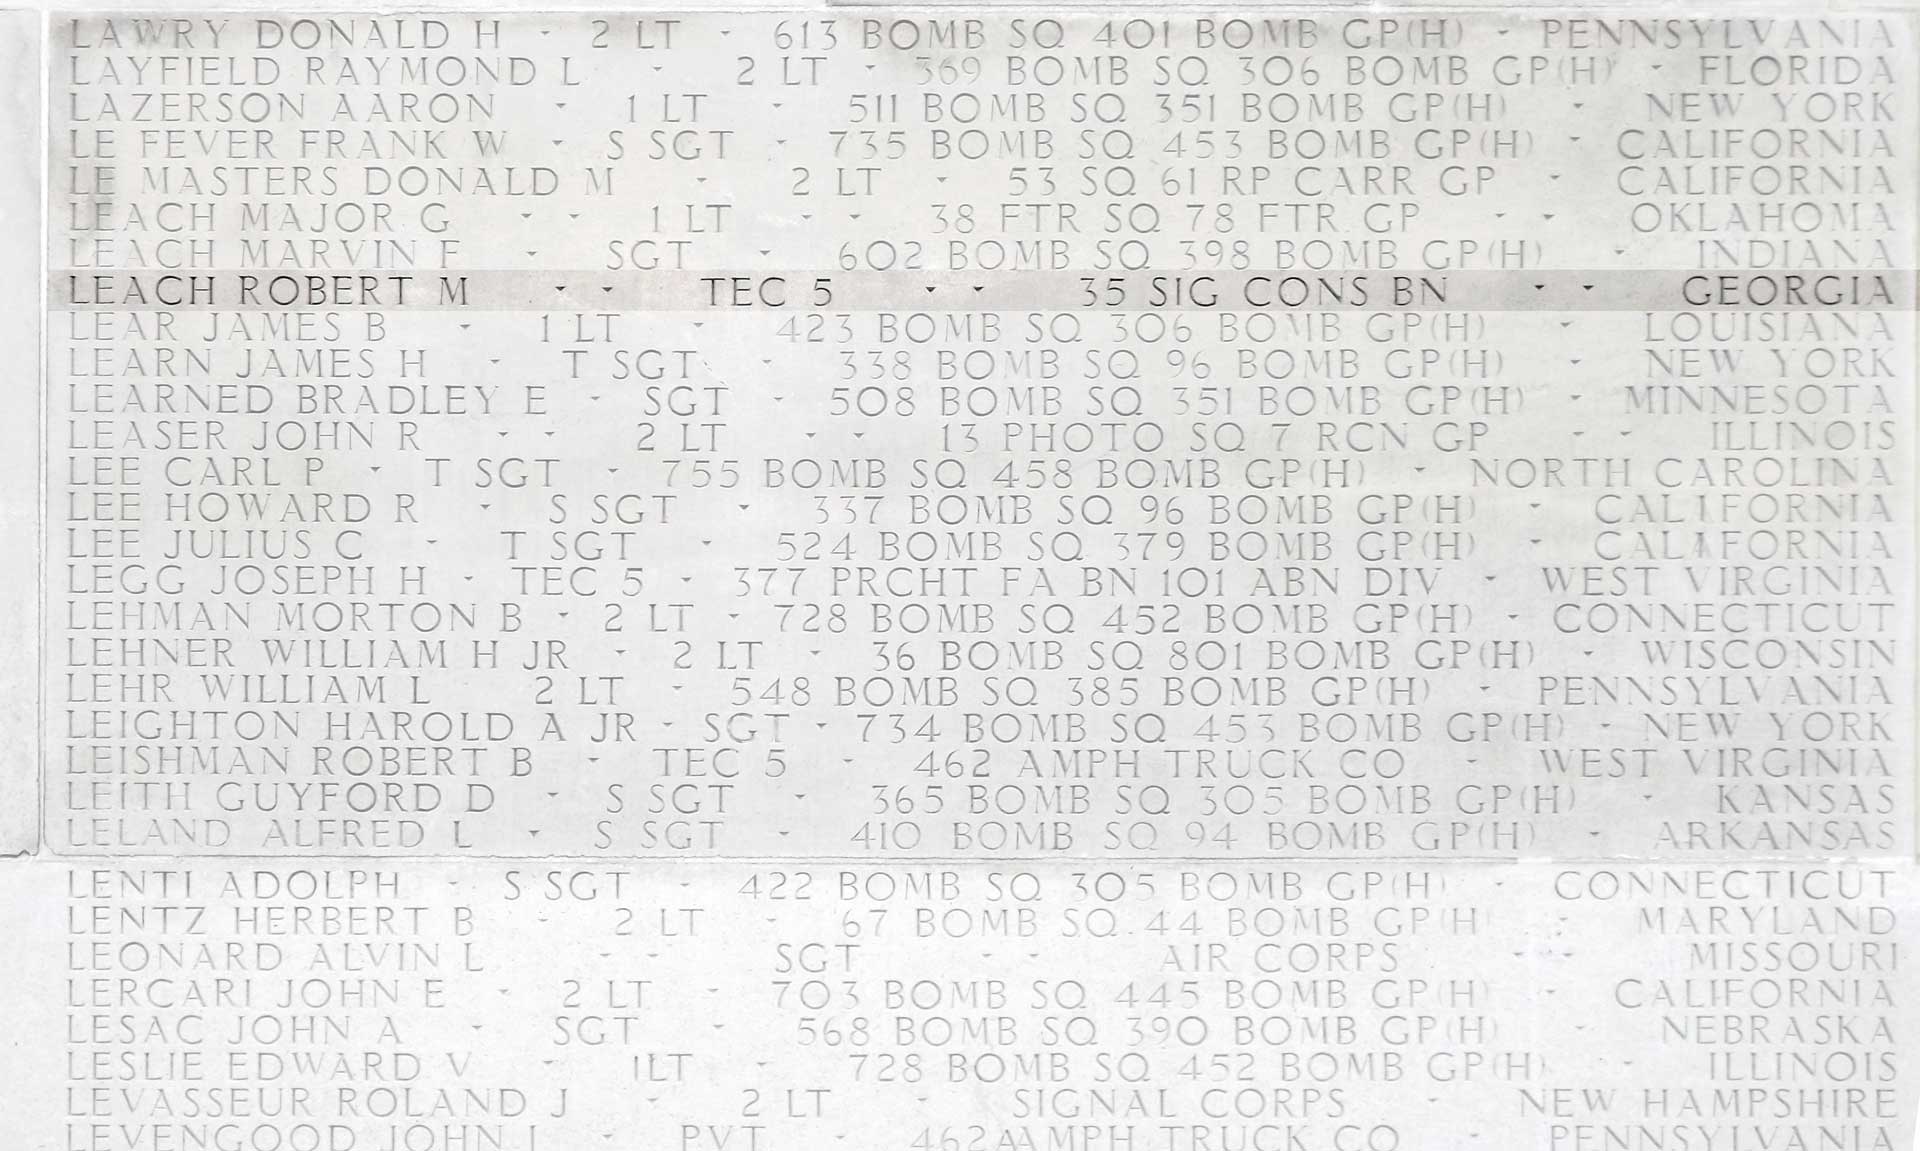 LAWRY DONALD H - 2 LT - 613 BOMB SQ 401 BOMB GP(H) - PENNSYLVANIA
LAYFIELD RAYMOND L - 2 LT - 369 BOMB SQ 306 BOMB GP(H) - FLORIDA
LAZERSON AARON - 1 LT - 511 BOMB SQ 351 BOMB GP(H) - NEW YORK
LE FEVER FRANK W - S SGT - 735 BOMB SQ 453 BOMB GP(H) - CALIFORNIA
LE MASTERS DONALD M - 2 LT - 53 SQ 61 RP CARR GP - CALIFORNIA
LEACH MAJOR G - - 1 LT - - 38 FTR SQ 78 FTR GP - - OKLAHOMA
LEACH MARVIN F - SGT - 602 BOMB SQ 398 BOMB GP(H) - INDIANA
LEACH ROBERT M - - TEC 5 - - 35 SIG CONS BN - - GEORGIA
LEAR JAMES B - 1 LT - 423 BOMB SQ 306 BOMB GP(H) - LOUISIANA
LEARN JAMES H - T SGT - 338 BOMB SQ 96 BOMB GP(H) - NEW YORK
LEARNED BRADLEY E - SGT - 508 BOMB SQ 351 BOMB GP(H) - MINNESOTA
LEASER JOHN R - - 2 LT - - 13 PHOTO SQ 7 RCN GP - - ILLINOIS
LEE CARL P - T SGT - 755 BOMB SQ 458 BOMB GP(H) - NORTH CAROLINA
LEE HOWARD R - S SGT - 337 BOMB SQ 96 BOMB GP(H) - CALIFORNIA
LEE JULIUS C - T SGT - 524 BOMB SQ 379 BOMB GP(H) - CALIFORNIA
LEGG JOSEPH H - TEC 5 - 377 PRCHT FA BN 101 ABN DIV - WEST VIRGINIA
LEHMAN MORTON B - 2 LT - 728 BOMB SQ 452 BOMB GP(H) - CONNECTICUT
LEHNER WILLIAM H JR - 2 LT - 36 BOMB SQ 801 BOMB GP(H) - WISCONSIN
LEHR WILLIAM L 2 LT - 548 BOMB SQ 385 BOMB GP(H) - PENNSYLVANIA
LEIGHTON HAROLD A JR - SGT - 734 BOMB SQ 453 BOMB GP(H) - NEW YORK
LEISHMAN ROBERT B - TEC 5 - 462 AMPH TRUCK CO - WEST VIRGINIA
LEITH GUYFORD D - S SGT - 365 BOMB SQ 305 BOMB GP(H) - KANSAS
LELAND ALFRED L - S SGT - 410 BOMB SQ 94 BOMB GP(H) - ARKANSAS
LENTI ADOLPH - S SGT - 422 BOMB SQ 305 BOMB GP(H) - CONNECTICUT
LENTZ HERBERT B - 2 LT - 67 BOMB SQ 44 BOMB GP(H) - MARYLAND
LEONARD ALVIN L - - SGT - - AIR CORPS - - MISSOURI
LERCARI JOHN E - 2 LT - 703 BOMB SQ 445 BOMB GP(H) - CALIFORNIA
LESAC JOHN A - SGT - 568 BOMB SQ 390 BOMB GP(H) - NEBRASKA
LESLIE EDWARD V - 1LT - 728 BOMB SQ 452 BOMB GP(H) - ILLINOIS
LEVASSEUR ROLAND J - 2 LT - SIGNAL CORPS - NEW HAMPSHIRE
LEVENGOOD JOHN - PVT - 462 AMPH TRUCK CO - PENNSYLVANIA